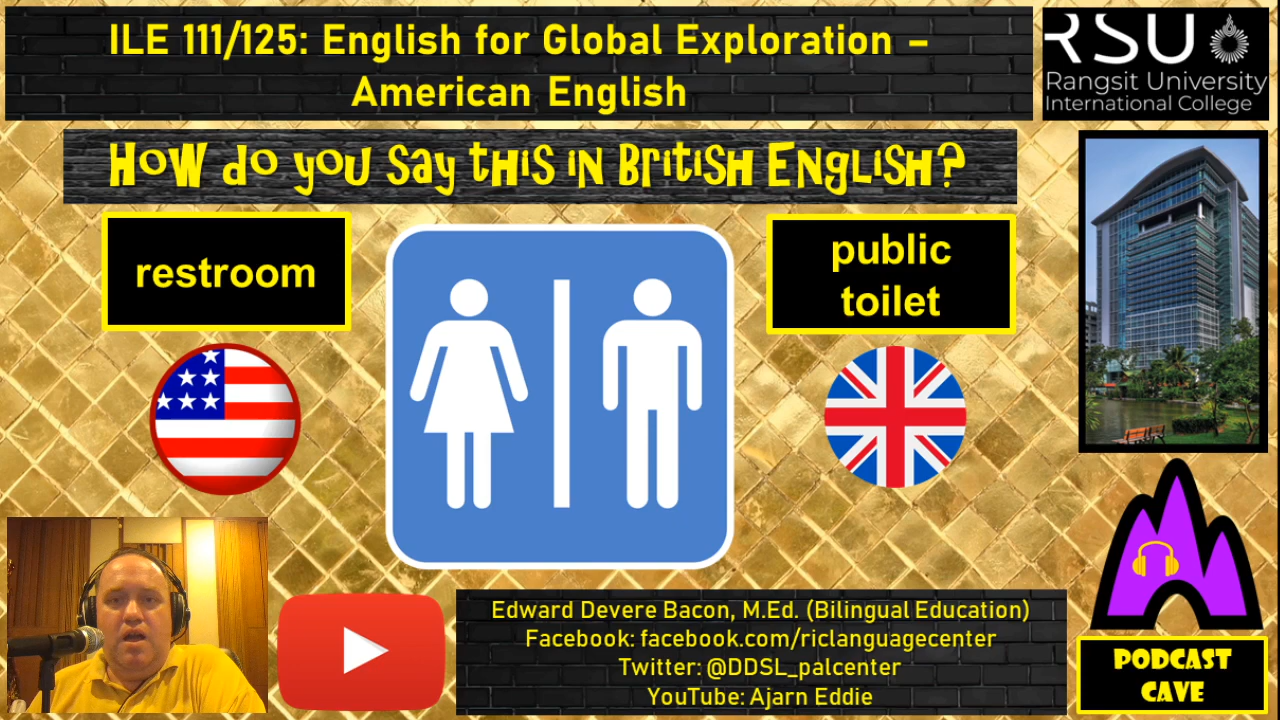 ILE 111/125: English for Global Exploration –
American English
RSU
Rangsit University
International College
How do you say this in British English?
restroom
public
toilet
Edward Devere Bacon, M.Ed. (Bilingual Education)
Facebook: facebook.com/riclanguagecenter
Twitter: @DDSL_palcenter
YouTube: Ajarn Eddie
PODCAST
CAVE